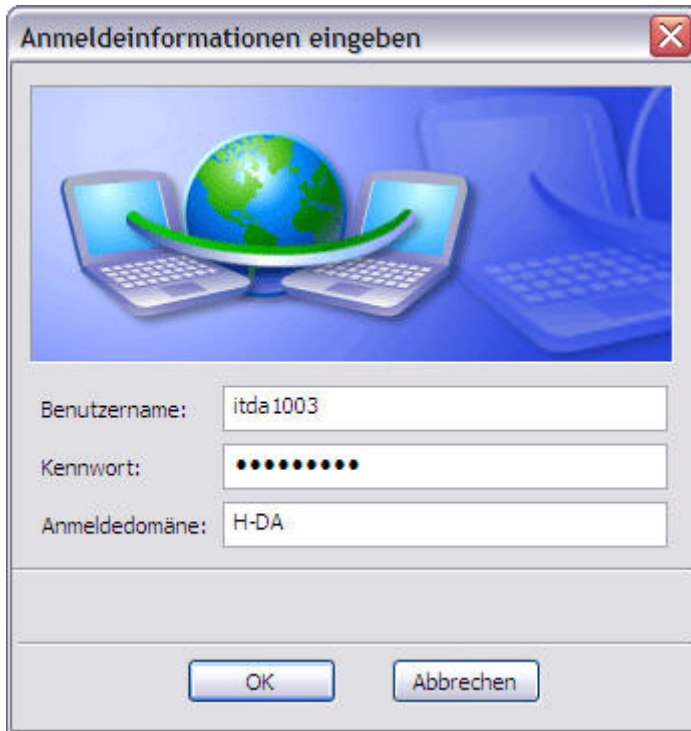 Anmeldeinformationen eingeben
Benutzername: itda1003
Kennwort: •••••••••
Anmeldedomäne: H-DA
OK Abbrechen